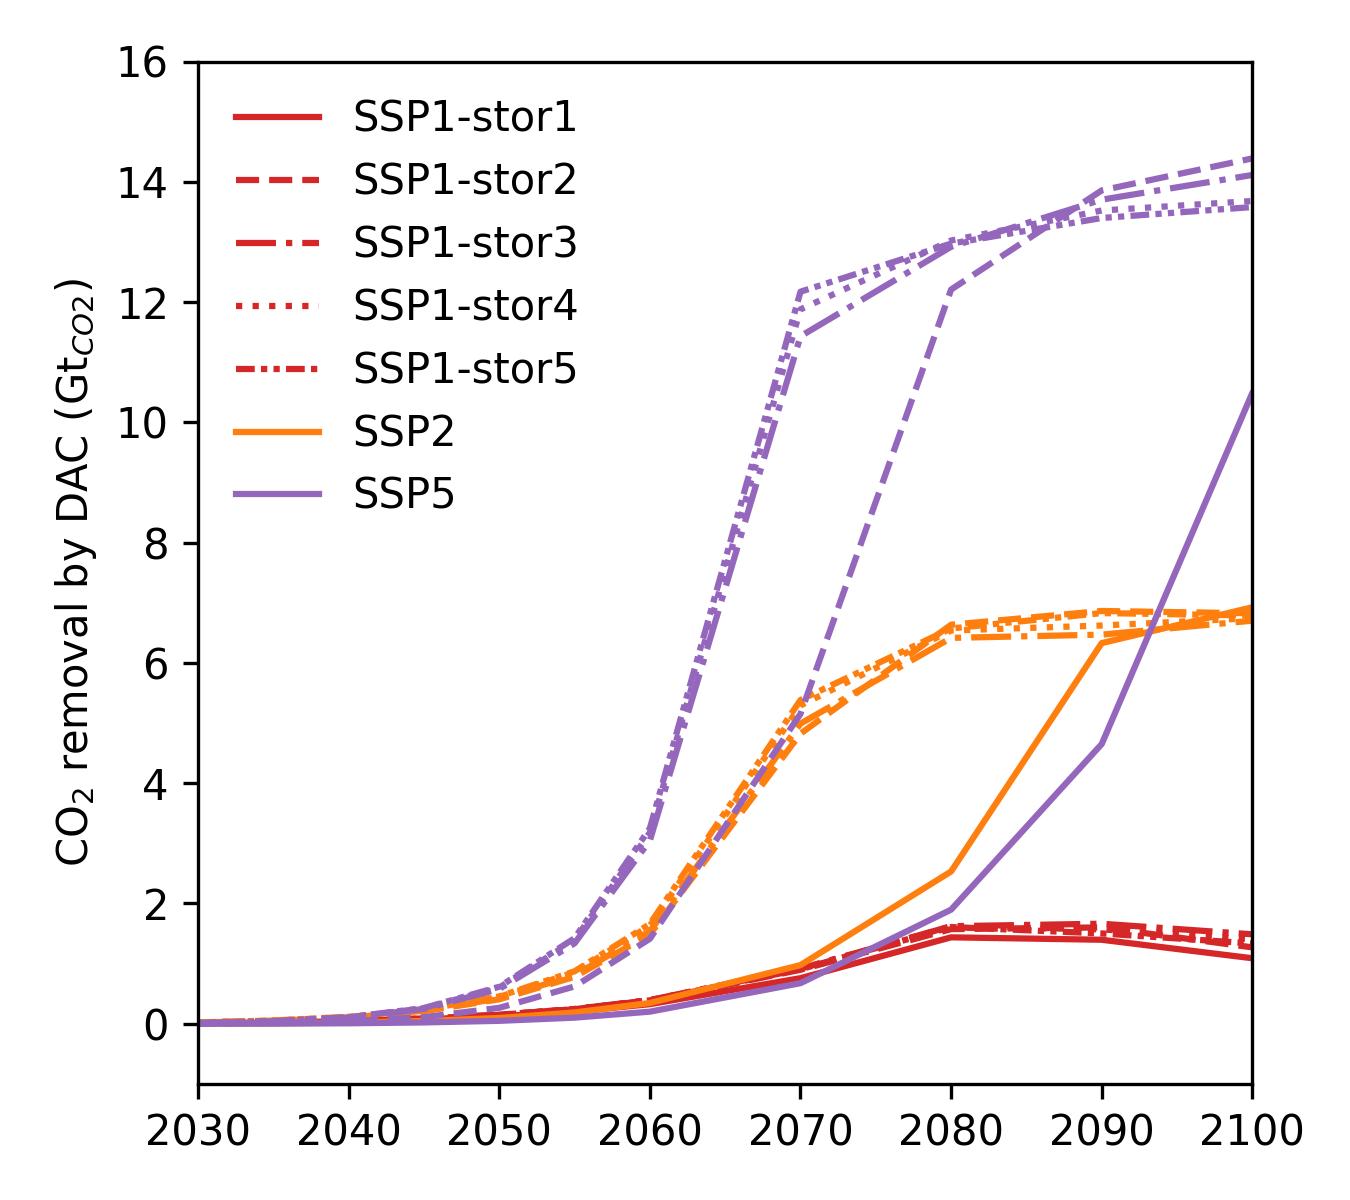 CO₂ removal by DAC (Gt_CO2)
16
14
12
10
8
6
4
2
0
SSP1-stor1
SSP1-stor2
SSP1-stor3
SSP1-stor4
SSP1-stor5
SSP2
SSP5
2030 2040 2050 2060 2070 2080 2090 2100